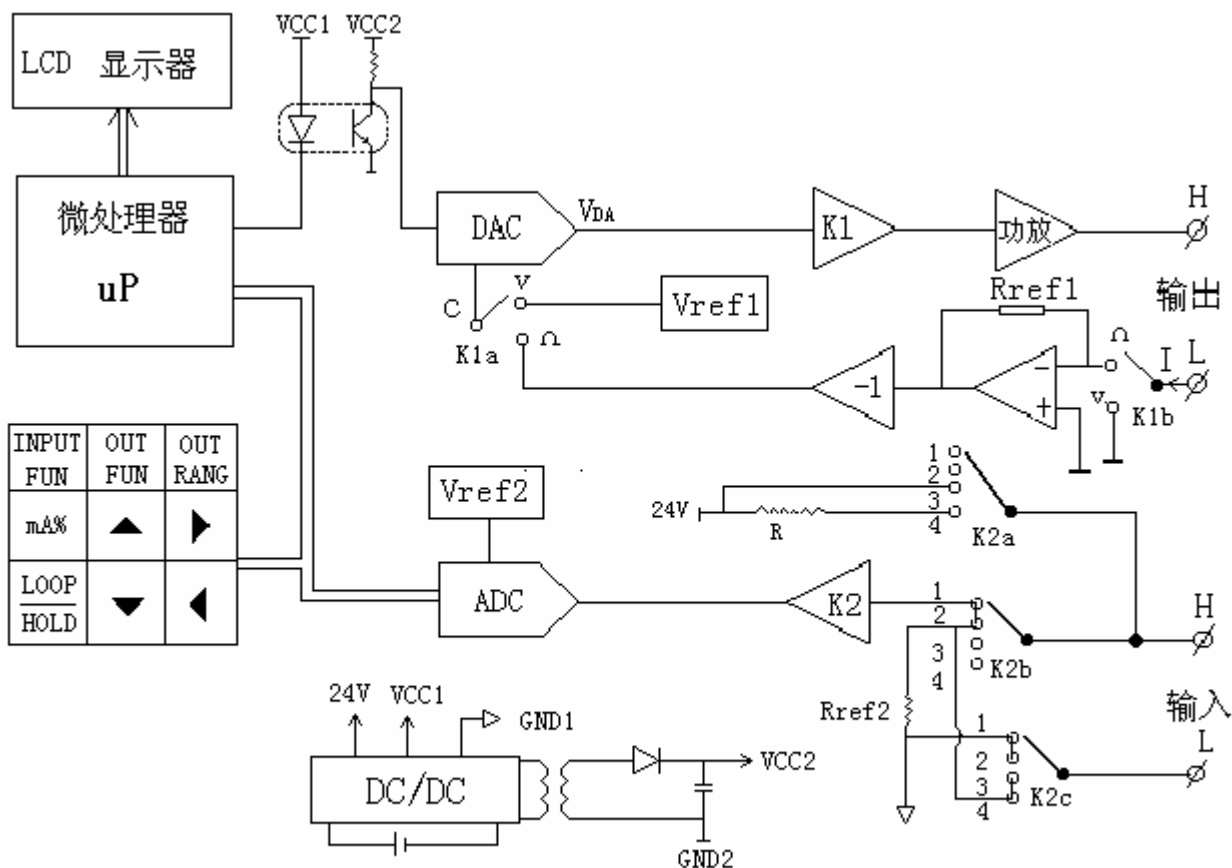 VCC1 VCC2
LCD 显示器
微处理器
uP
DAC
VDA
K1
功放
H
输出
C
V
Ω
K1a
Vref1
Rref1
-1
-
+
Ω
I
L
V
K1b
INPUT FUN
OUT FUN
OUT RANG
mA%
▲
▶
LOOP
HOLD
▼
◀
Vref2
24V
R
1
2
3
4
K2a
ADC
K2
1
2
3
4
K2b
H
Rref2
输入
1
2
3
4
K2c
L
24V
VCC1
GND1
DC/DC
VCC2
GND2